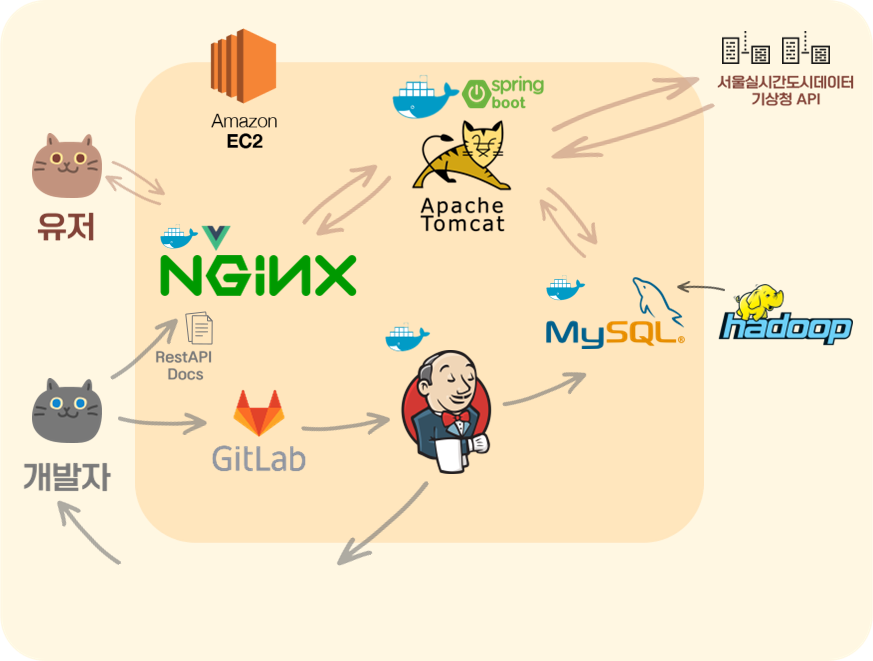 Amazon
EC2
spring
boot
Apache
Tomcat
서울실시간도시데이터
기상청 API
유저
NGiNX
RestAPI
Docs
MySQL®
hadoop
개발자
GitLab